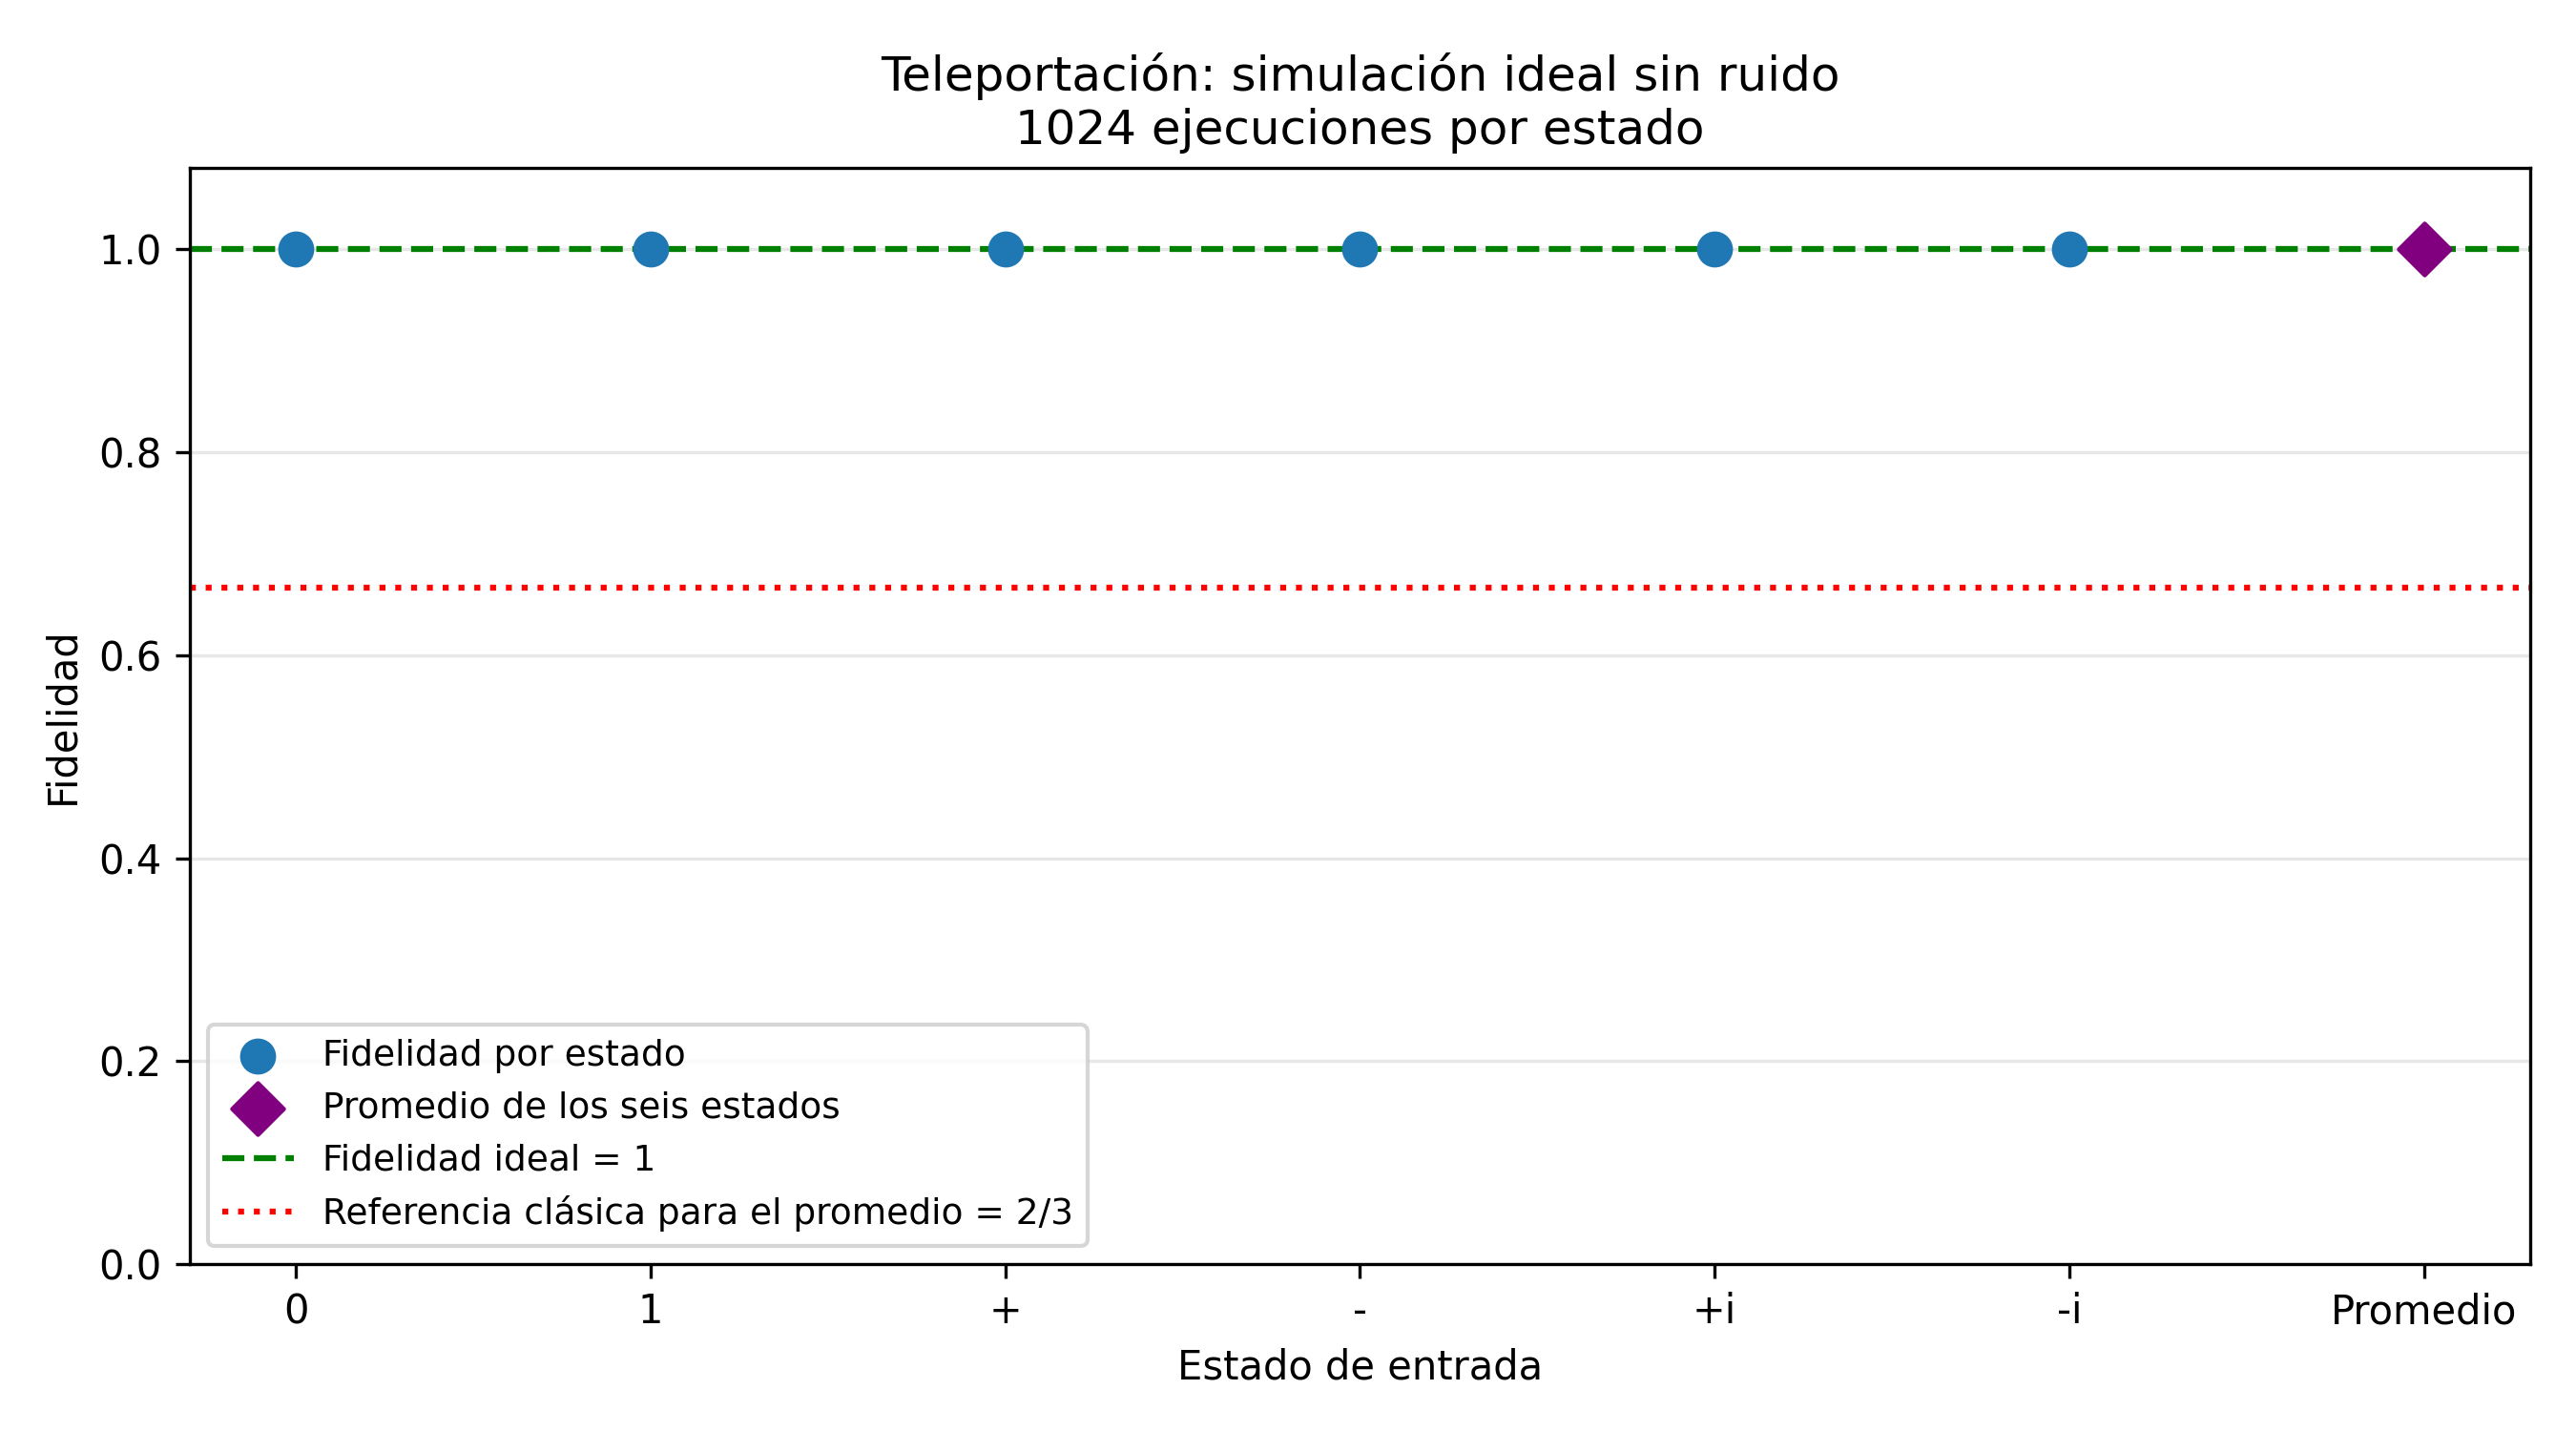 Teleportación: simulación ideal sin ruido
1024 ejecuciones por estado
Fidelidad
1.0
0.8
0.6
0.4
0.2
0.0
Fidelidad por estado
Promedio de los seis estados
Fidelidad ideal = 1
Referencia clásica para el promedio = 2/3
0 1 + - +i -i Promedio
Estado de entrada